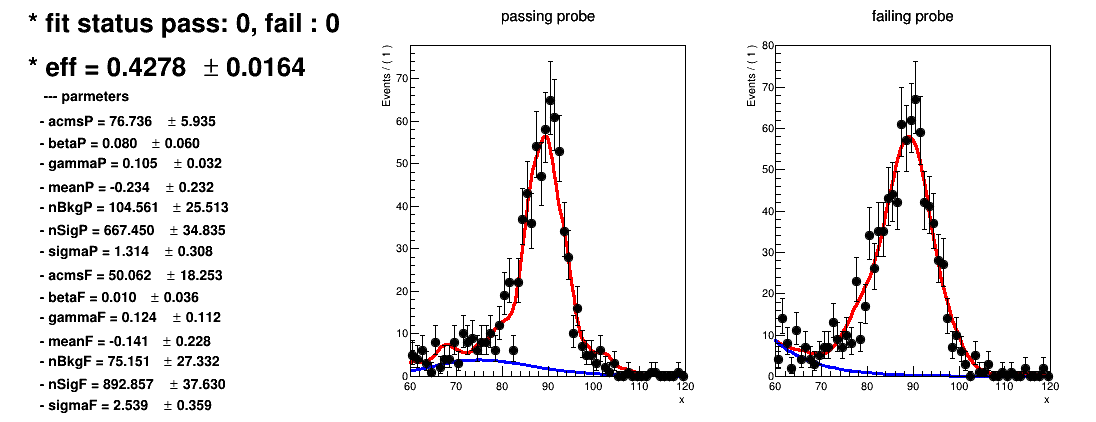 * fit status pass: 0, fail : 0
* eff = 0.4278 ± 0.0164
--- parmeters
- acmsP = 76.736 ± 5.935
- betaP = 0.080 ± 0.060
- gammaP = 0.105 ± 0.032
- meanP = -0.234 ± 0.232
- nBkgP = 104.561 ± 25.513
- nSigP = 667.450 ± 34.835
- sigmaP = 1.314 ± 0.308
- acmsF = 50.062 ± 18.253
- betaF = 0.010 ± 0.036
- gammaF = 0.124 ± 0.112
- meanF = -0.141 ± 0.228
- nBkgF = 75.151 ± 27.332
- nSigF = 892.857 ± 37.630
- sigmaF = 2.539 ± 0.359
passing probe
Events / ( 1 )
70
60
50
40
30
20
10
0
60 70 80 90 100 110 120
x
failing probe
Events / ( 1 )
80
70
60
50
40
30
20
10
0
60 70 80 90 100 110 120
x